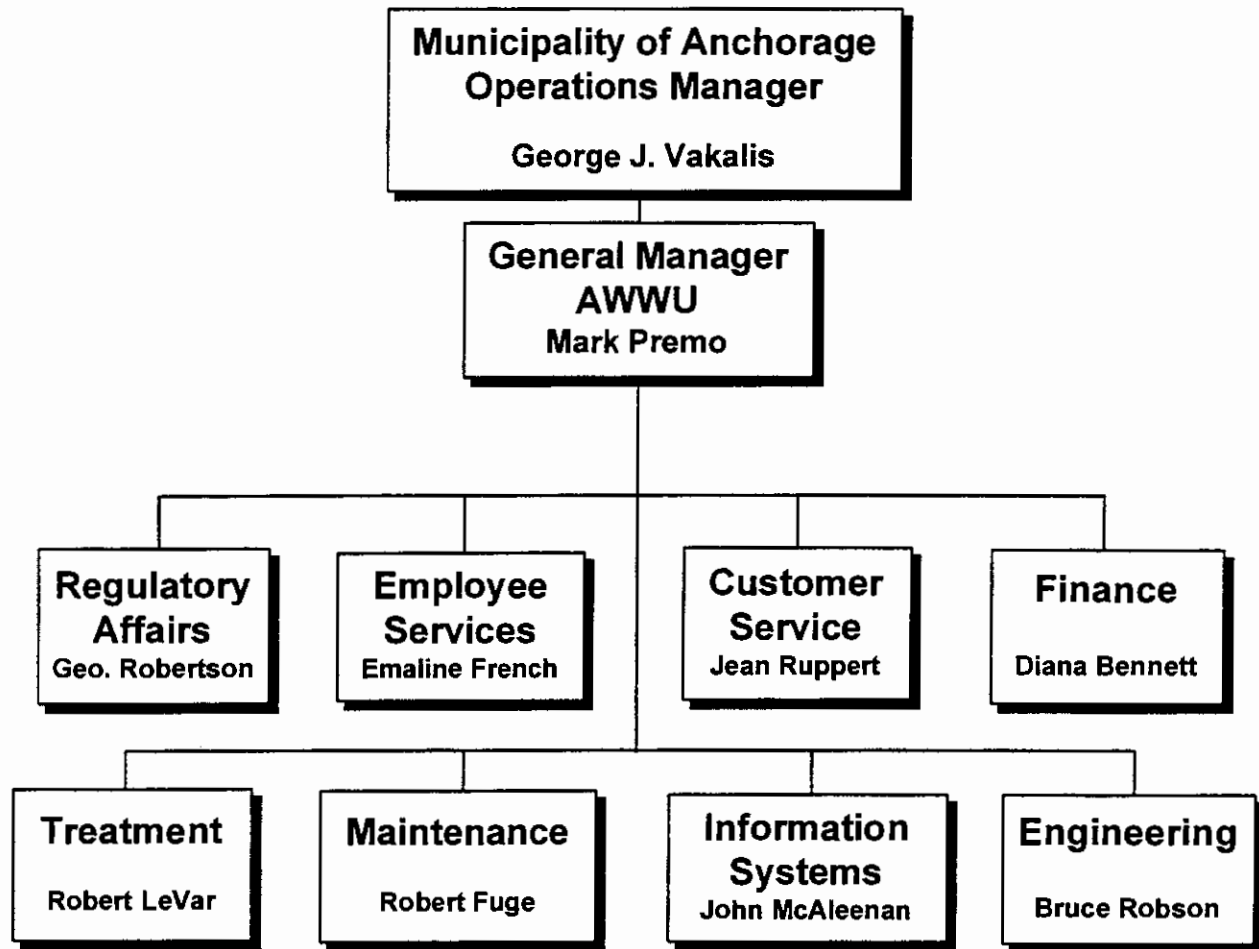 Municipality of Anchorage
Operations Manager
George J. Vakalis
General Manager
AWWU
Mark Premo
Regulatory
Affairs
Geo. Robertson
Employee
Services
Emaline French
Customer
Service
Jean Ruppert
Finance
Diana Bennett
Treatment
Robert LeVar
Maintenance
Robert Fuge
Information
Systems
John McAleenan
Engineering
Bruce Robson